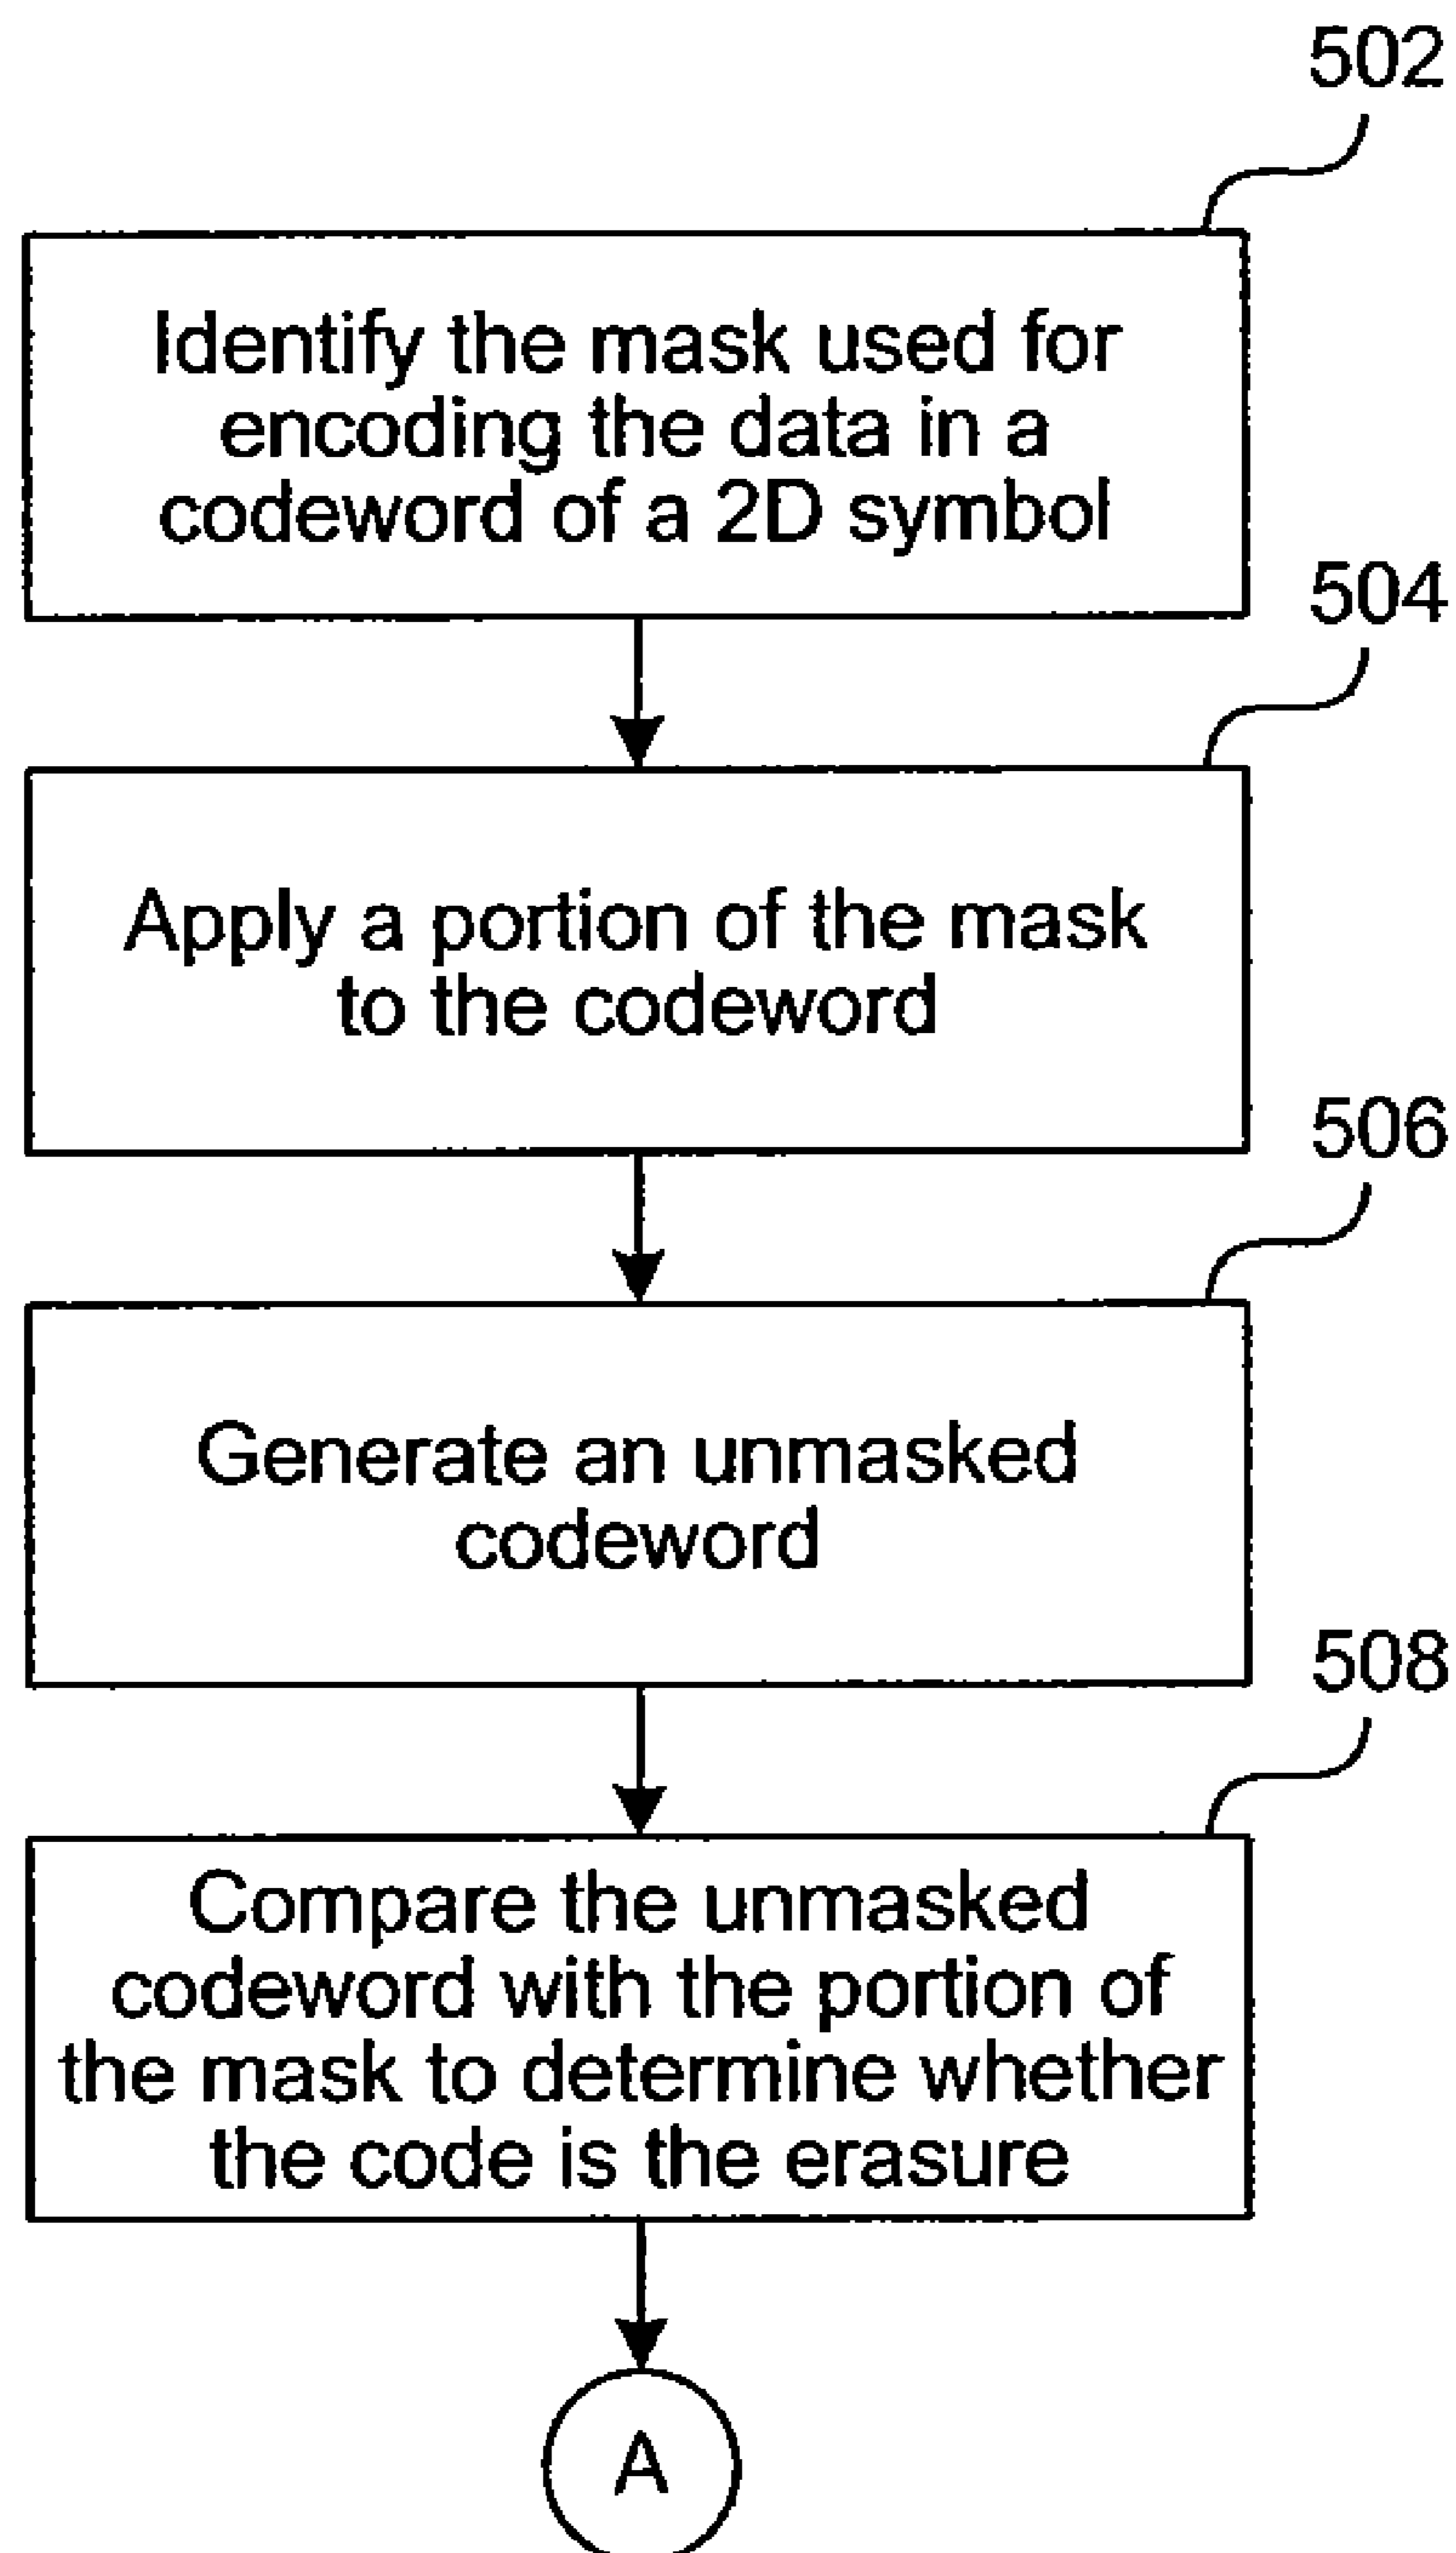 502
Identify the mask used for
encoding the data in a
codeword of a 2D symbol
504
Apply a portion of the mask
to the codeword
506
Generate an unmasked
codeword
508
Compare the unmasked
codeword with the portion of
the mask to determine whether
the code is the erasure
A